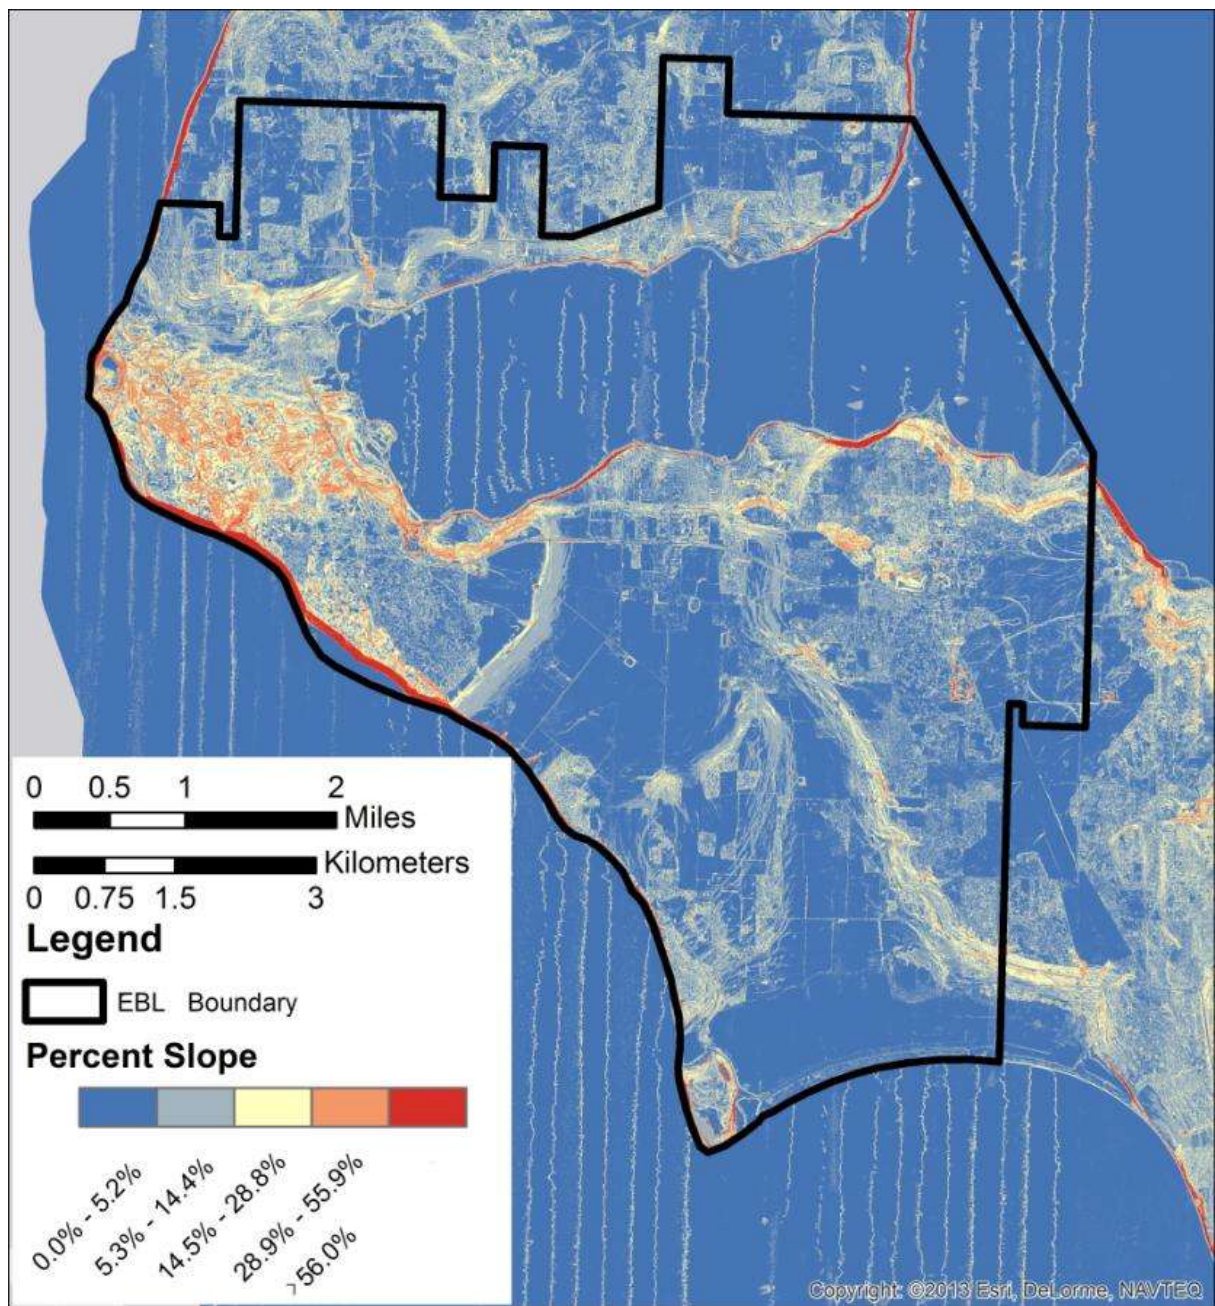 0 0.5 1 2
Miles
Kilometers
0 0.75 1.5 3
Legend
EBL Boundary
Percent Slope
0.0% - 5.2%
5.3% - 14.4%
14.5% - 28.8%
28.9% - 55.9%
>56.0%
Copyright: ©2013 Esri, DeLorme, NAVTEQ